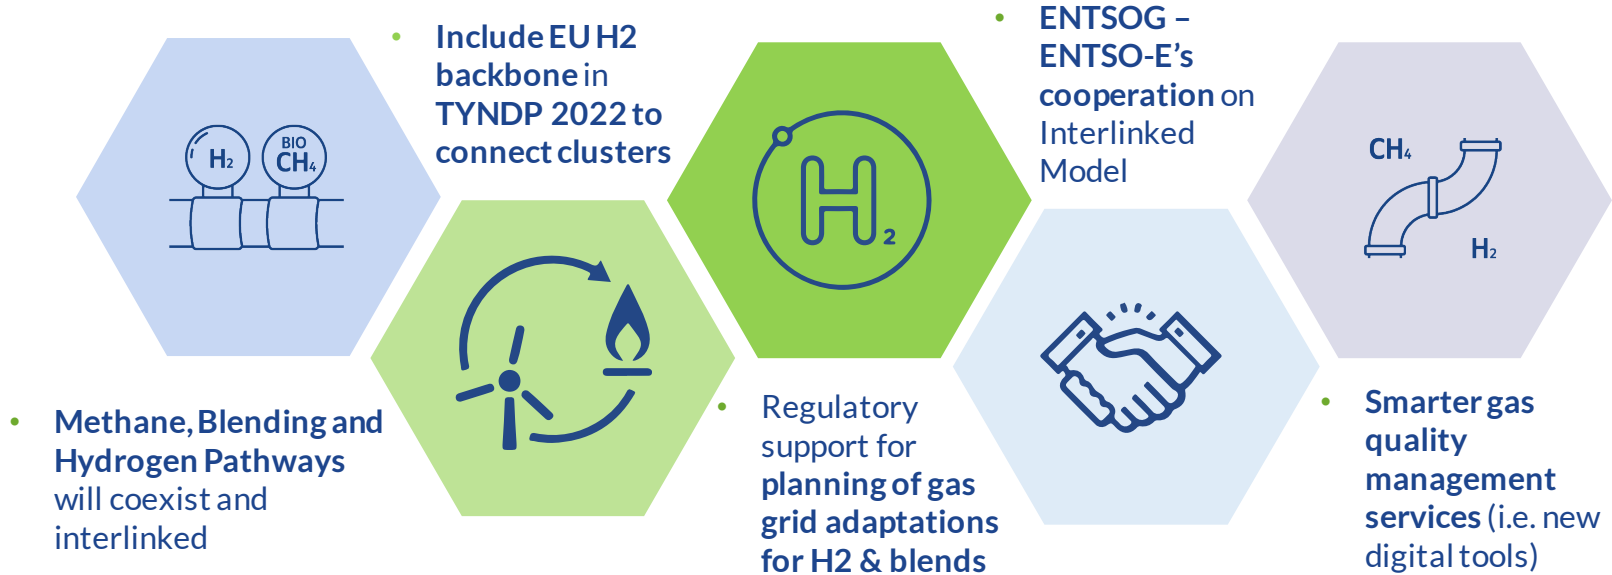 H2
BIO
CH4
• Methane, Blending and
Hydrogen Pathways
will coexist and
interlinked
• Include EU H2
backbone in
TYNDP 2022 to
connect clusters
H2
• Regulatory
support for
planning of gas
grid adaptations
for H2 & blends
• ENTSOG –
ENTSO-E’s
cooperation on
Interlinked
Model
CH4
H2
• Smarter gas
quality
management
services (i.e. new
digital tools)